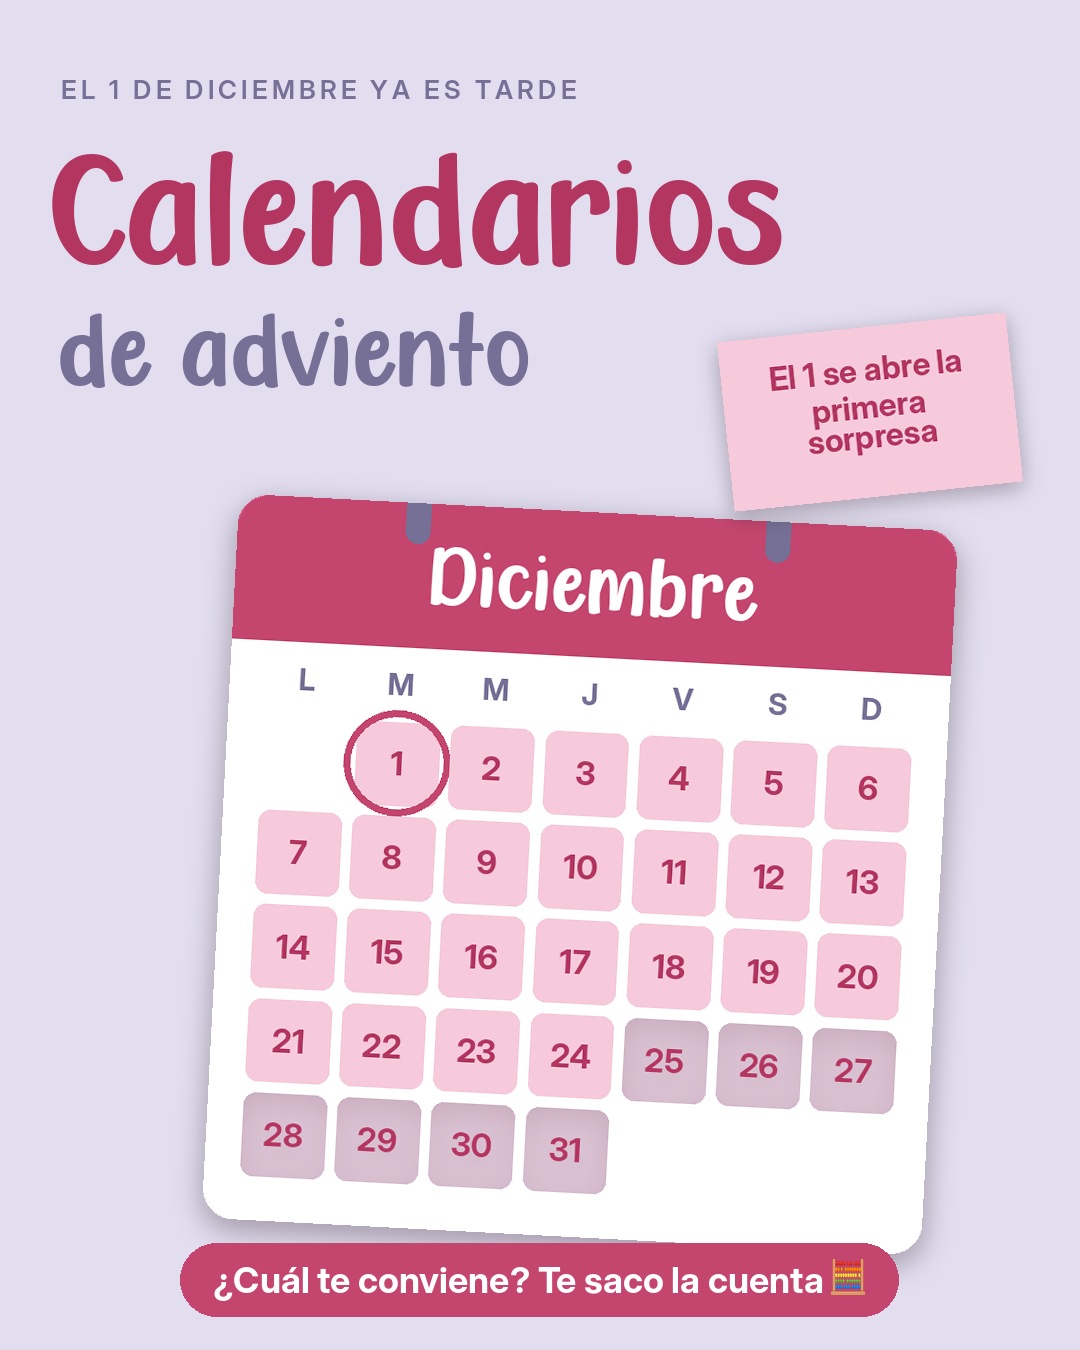 EL 1 DE DICIEMBRE YA ES TARDE
Calendarios
de adviento
El 1 se abre la
primera
sorpresa
Diciembre
L M M J V S D
1 2 3 4 5 6
7 8 9 10 11 12 13
14 15 16 17 18 19 20
21 22 23 24 25 26 27
28 29 30 31
¿Cuál te conviene? Te saco la cuenta 🧮